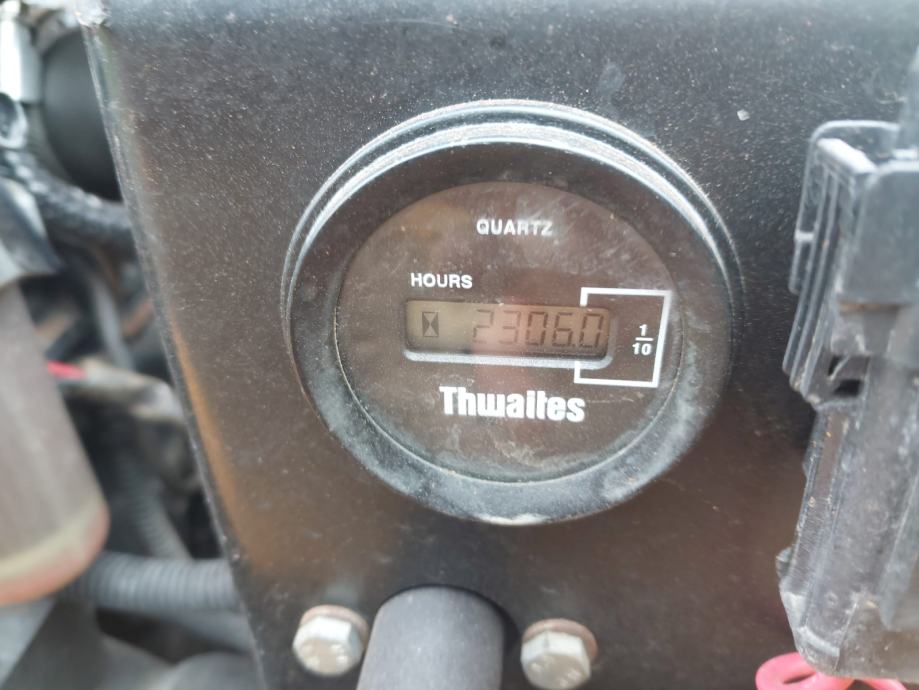 QUARTZ
HOURS
2306.0
1/10
Thwaites